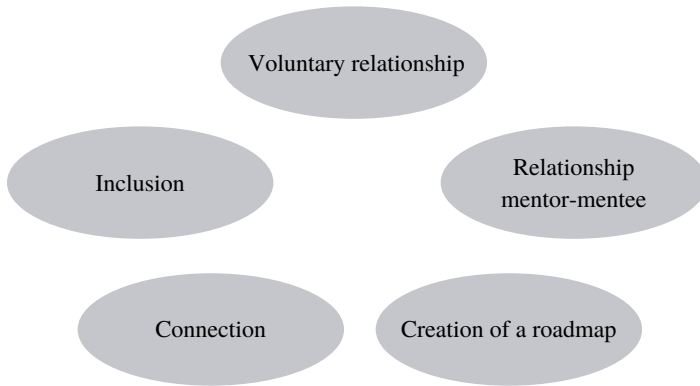 Voluntary relationship
Inclusion
Relationship
mentor-mentee
Connection
Creation of a roadmap